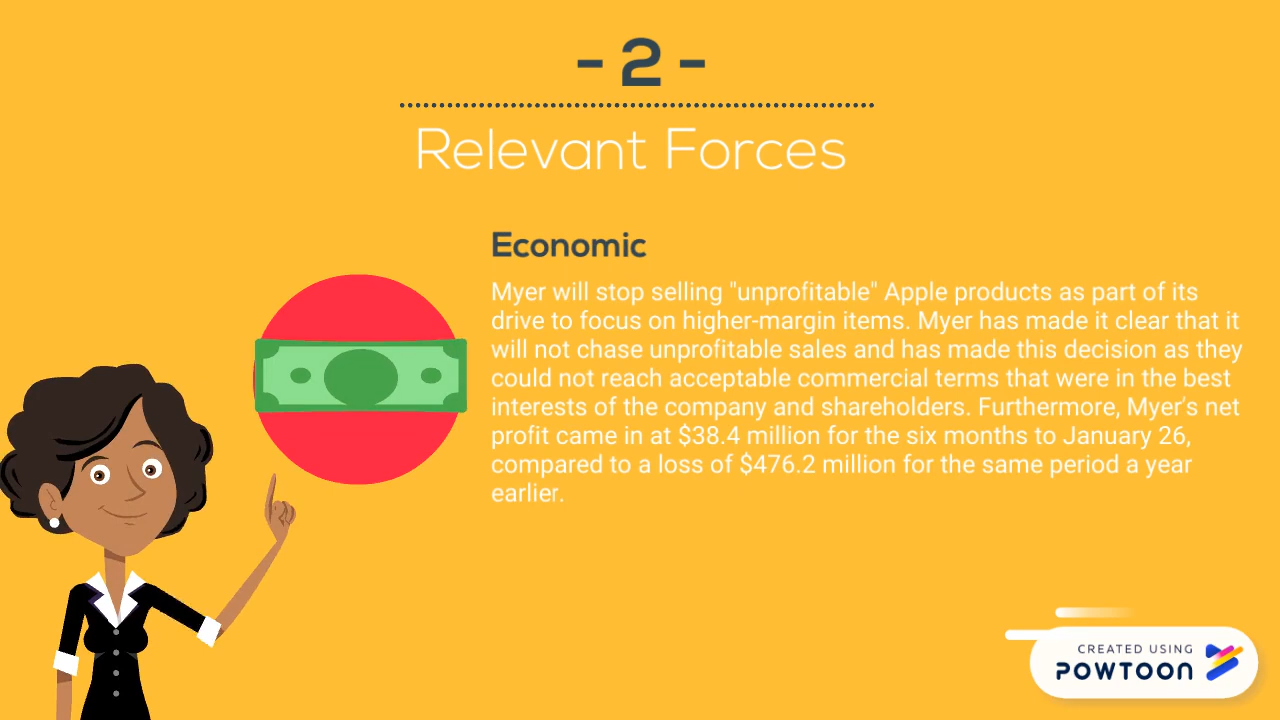 - 2 -
Relevant Forces
Economic
Myer will stop selling "unprofitable" Apple products as part of its
drive to focus on higher-margin items. Myer has made it clear that it
will not chase unprofitable sales and has made this decision as they
could not reach acceptable commercial terms that were in the best
interests of the company and shareholders. Furthermore, Myer's net
profit came in at $38.4 million for the six months to January 26,
compared to a loss of $476.2 million for the same period a year
earlier.
CREATED USING
POWTOON